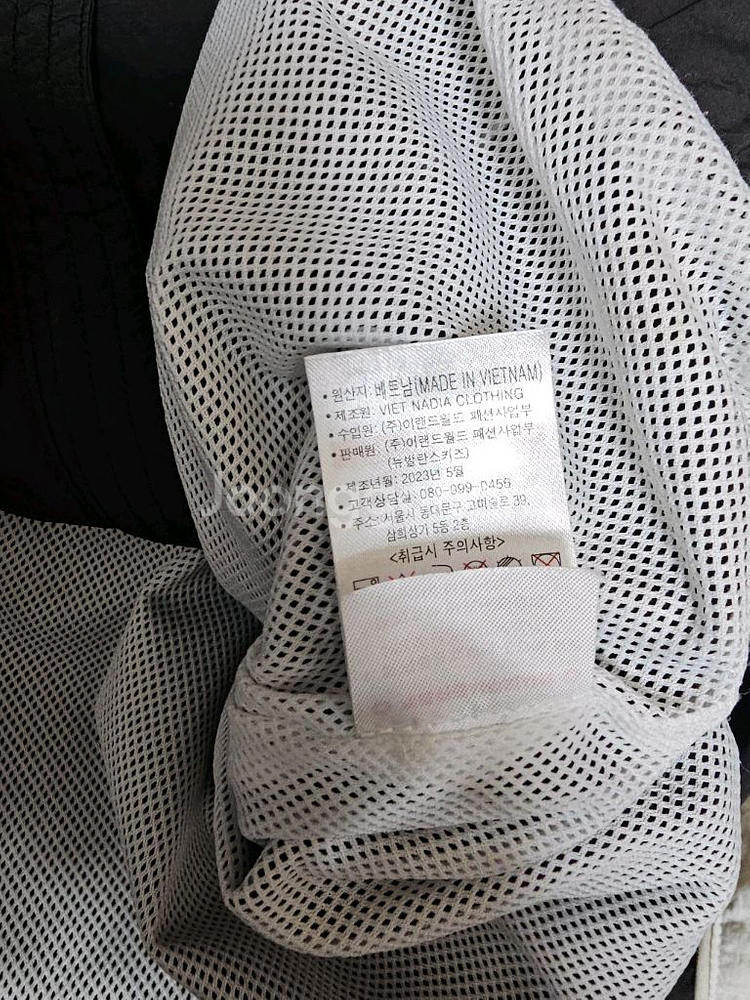 • 원산지: 베트남(MADE IN VIETNAM)
• 제조원: VIET NADIA CLOTHING
• 수입원: (주)이랜드월드 패션사업부
• 판매원: (주)이랜드월드 패션사업부
(뉴발란스키즈)
• 제조년월: 2023년 5월
• 고객상담실: 080-999-0456
• 주소: 서울시 동대문구 고미술로 39,
삼희상가 5동 2층
<취급시 주의사항>